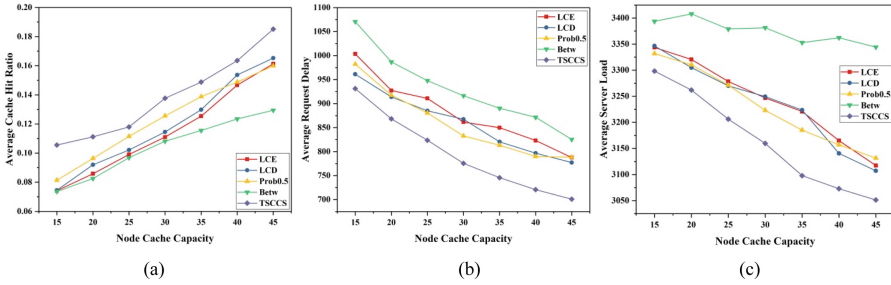 0.20
0.18
0.16
0.14
0.12
0.10
0.08
0.06
Average Cache Hit Ratio
LCE
LCD
Prob0.5
Betw
TSCCS
15 20 25 30 35 40 45
Node Cache Capacity
(a)
1100
1050
1000
950
900
850
800
750
700
Average Request Delay
LCE
LCD
Prob0.5
Betw
TSCCS
15 20 25 30 35 40 45
Node Cache Capacity
(b)
3400
3350
3300
3250
3200
3150
3100
3050
Average Server Load
LCE
LCD
Prob0.5
Betw
TSCCS
15 20 25 30 35 40 45
Node Cache Capacity
(c)